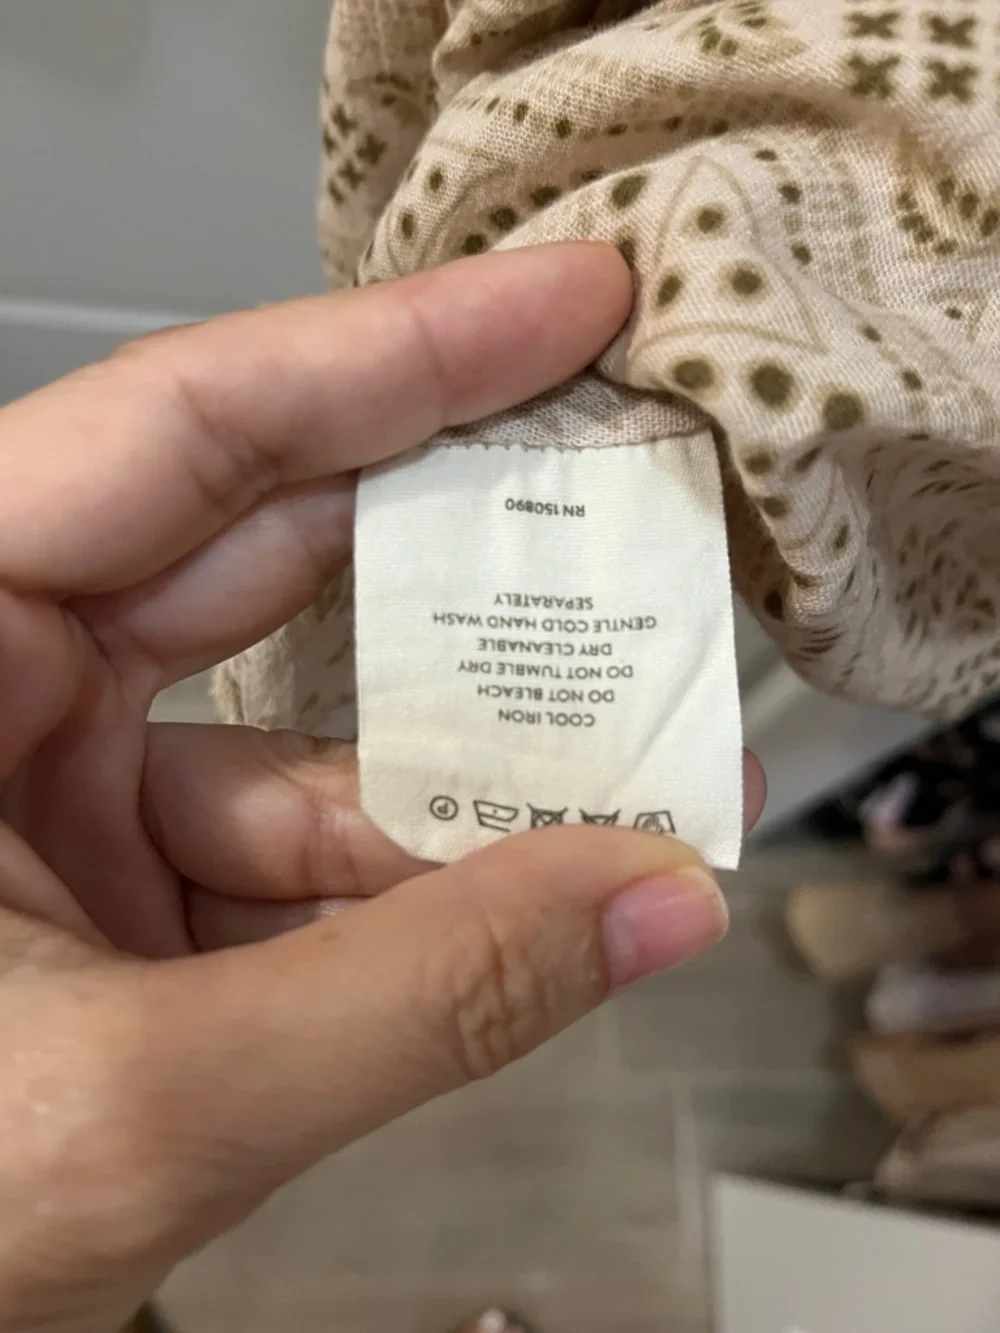 P
COOL IRON
DO NOT BLEACH
DO NOT TUMBLE DRY
DRY CLEANABLE
GENTLE COLD HAND WASH
SEPARATELY
RN 150890